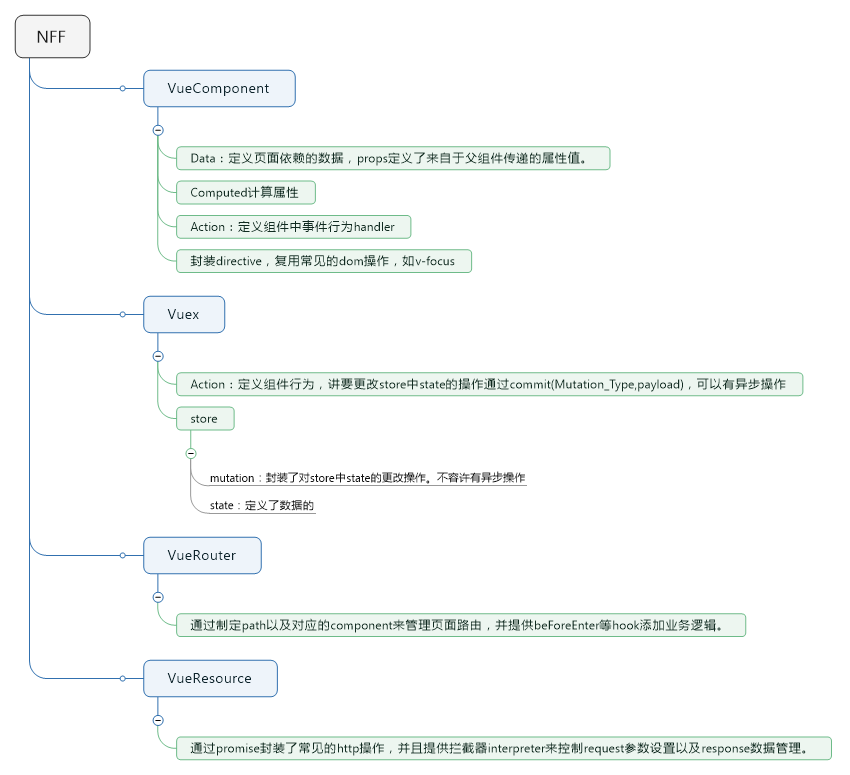 NFF
VueComponent
Data：定义页面依赖的数据，props定义了来自于父组件传递的属性值。
Computed计算属性
Action：定义组件中事件行为handler
封装directive，复用常见的dom操作，如v-focus
Vuex
Action：定义组件行为，讲要更改store中state的操作通过commit(Mutation_Type,payload)，可以有异步操作
store
mutation：封装了对store中state的更改操作。不容许有异步操作
state：定义了数据的
VueRouter
通过制定path以及对应的component来管理页面路由，并提供beForeEnter等hook添加业务逻辑。
VueResource
通过promise封装了常见的http操作，并且提供拦截器interpreter来控制request参数设置以及response数据管理。